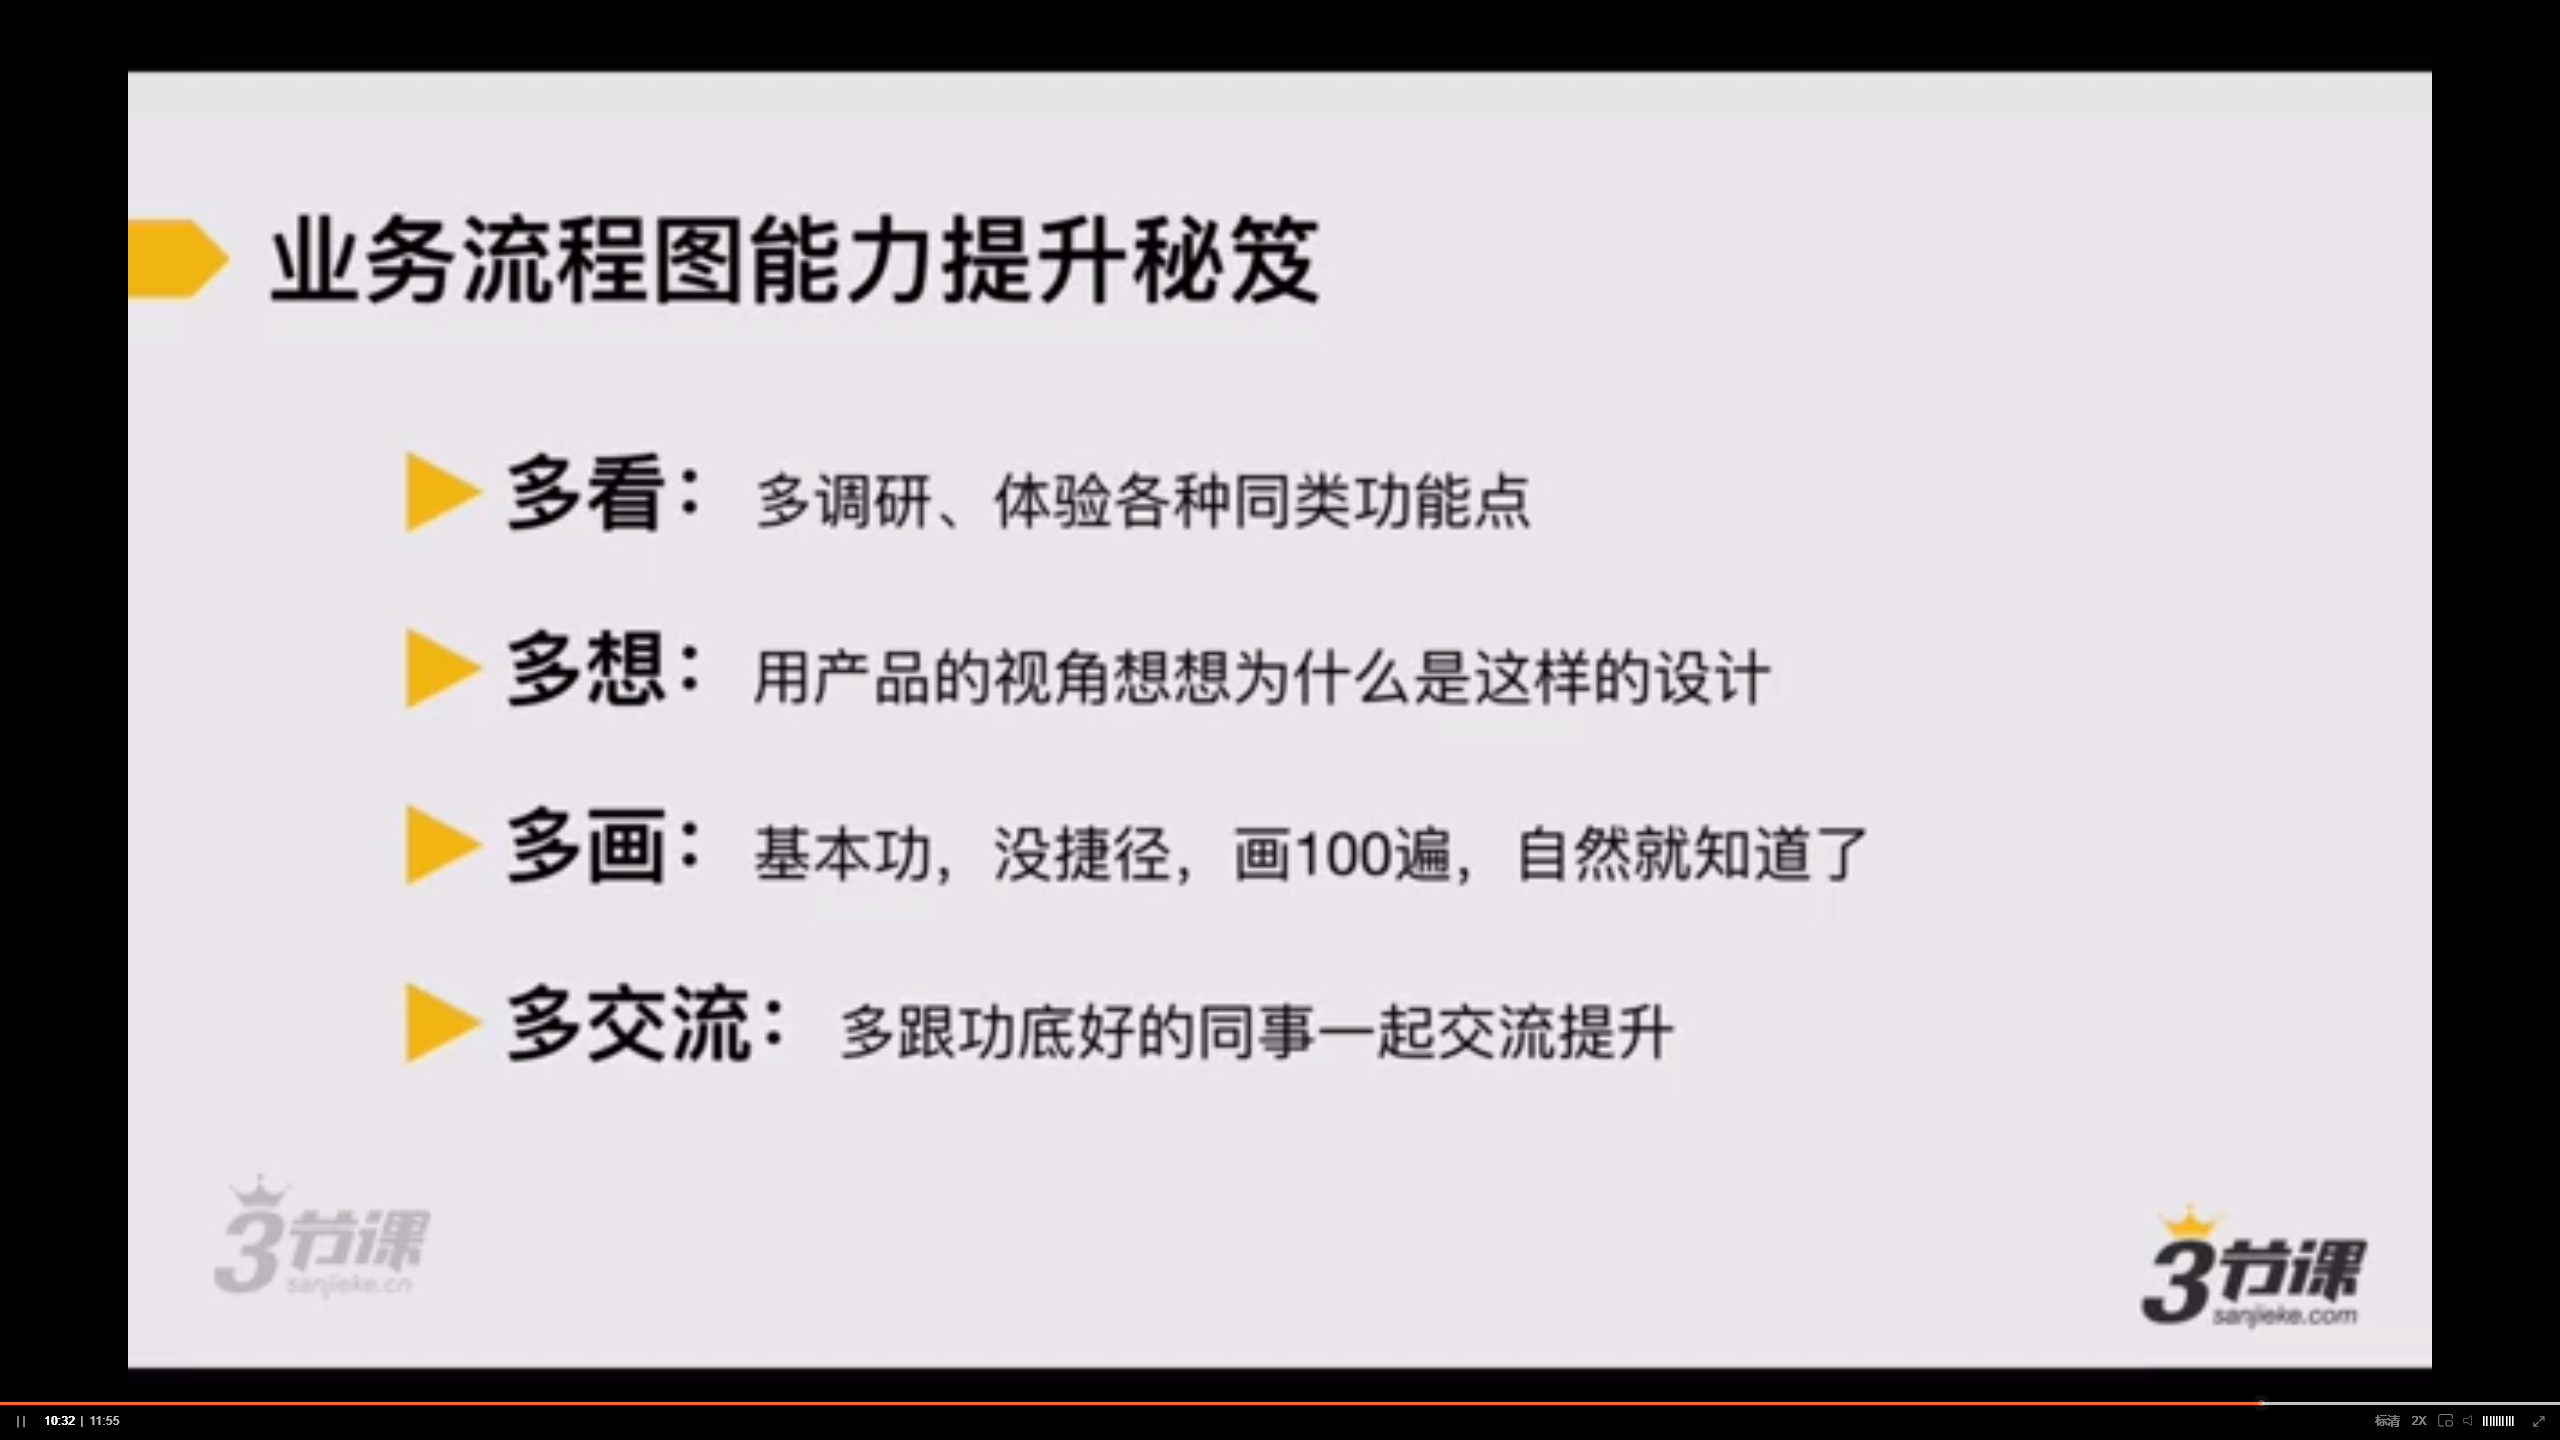 业务流程图能力提升秘笈
多看：多调研、体验各种同类功能点
多想：用产品的视角想想为什么是这样的设计
多画：基本功，没捷径，画100遍，自然就知道了
多交流：多跟功底好的同事一起交流提升
3节课
sanjieke.cn
3节课
sanjieke.com
10:32 | 11:55
标清 2X